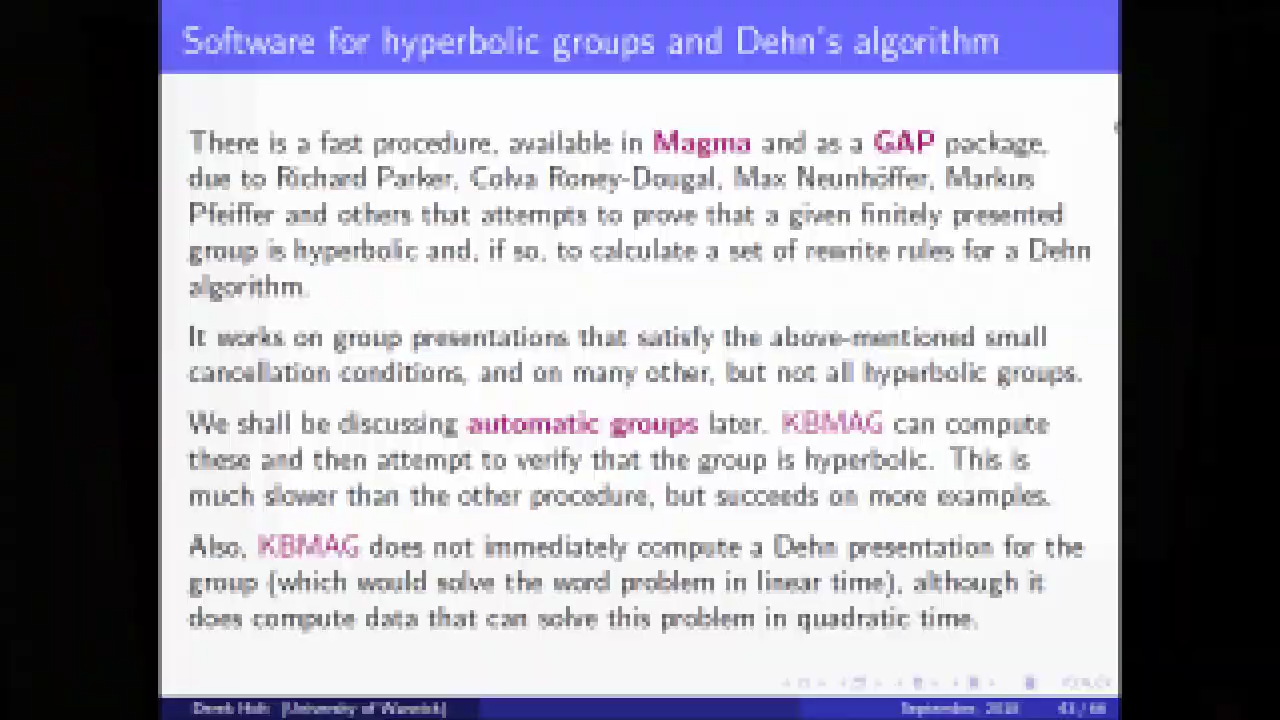 Software for hyperbolic groups and Dehn's algorithm
There is a fast procedure, available in Magma and as a GAP package,
due to Richard Parker, Colva Roney-Dougal, Max Neunhöffer, Markus
Pfeiffer and others that attempts to prove that a given finitely presented
group is hyperbolic and, if so, to calculate a set of rewrite rules for a Dehn
algorithm.
It works on group presentations that satisfy the above-mentioned small
cancellation conditions, and on many other, but not all hyperbolic groups.
We shall be discussing automatic groups later. KBMAG can compute
these and then attempt to verify that the group is hyperbolic. This is
much slower than the other procedure, but succeeds on more examples.
Also, KBMAG does not immediately compute a Dehn presentation for the
group (which would solve the word problem in linear time), although it
does compute data that can solve this problem in quadratic time.
Derek Holt (University of Warwick)
September,